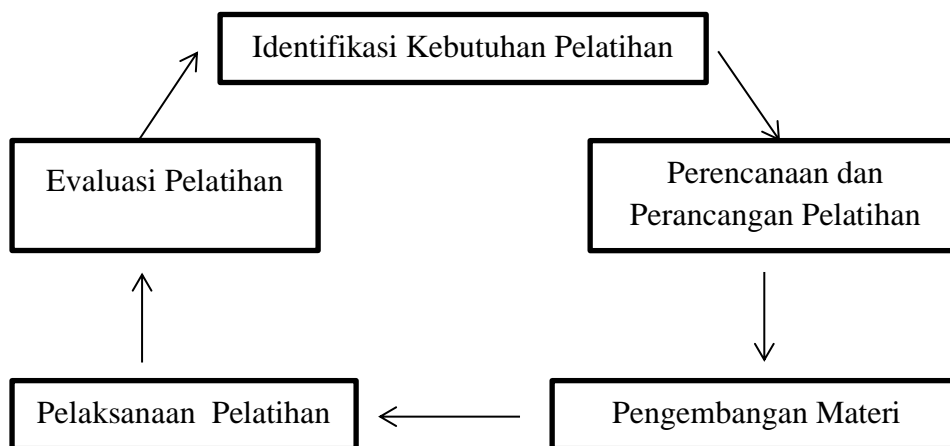 Identifikasi Kebutuhan Pelatihan
Evaluasi Pelatihan
Perencanaan dan
Perancangan Pelatihan
Pelaksanaan  Pelatihan
Pengembangan Materi